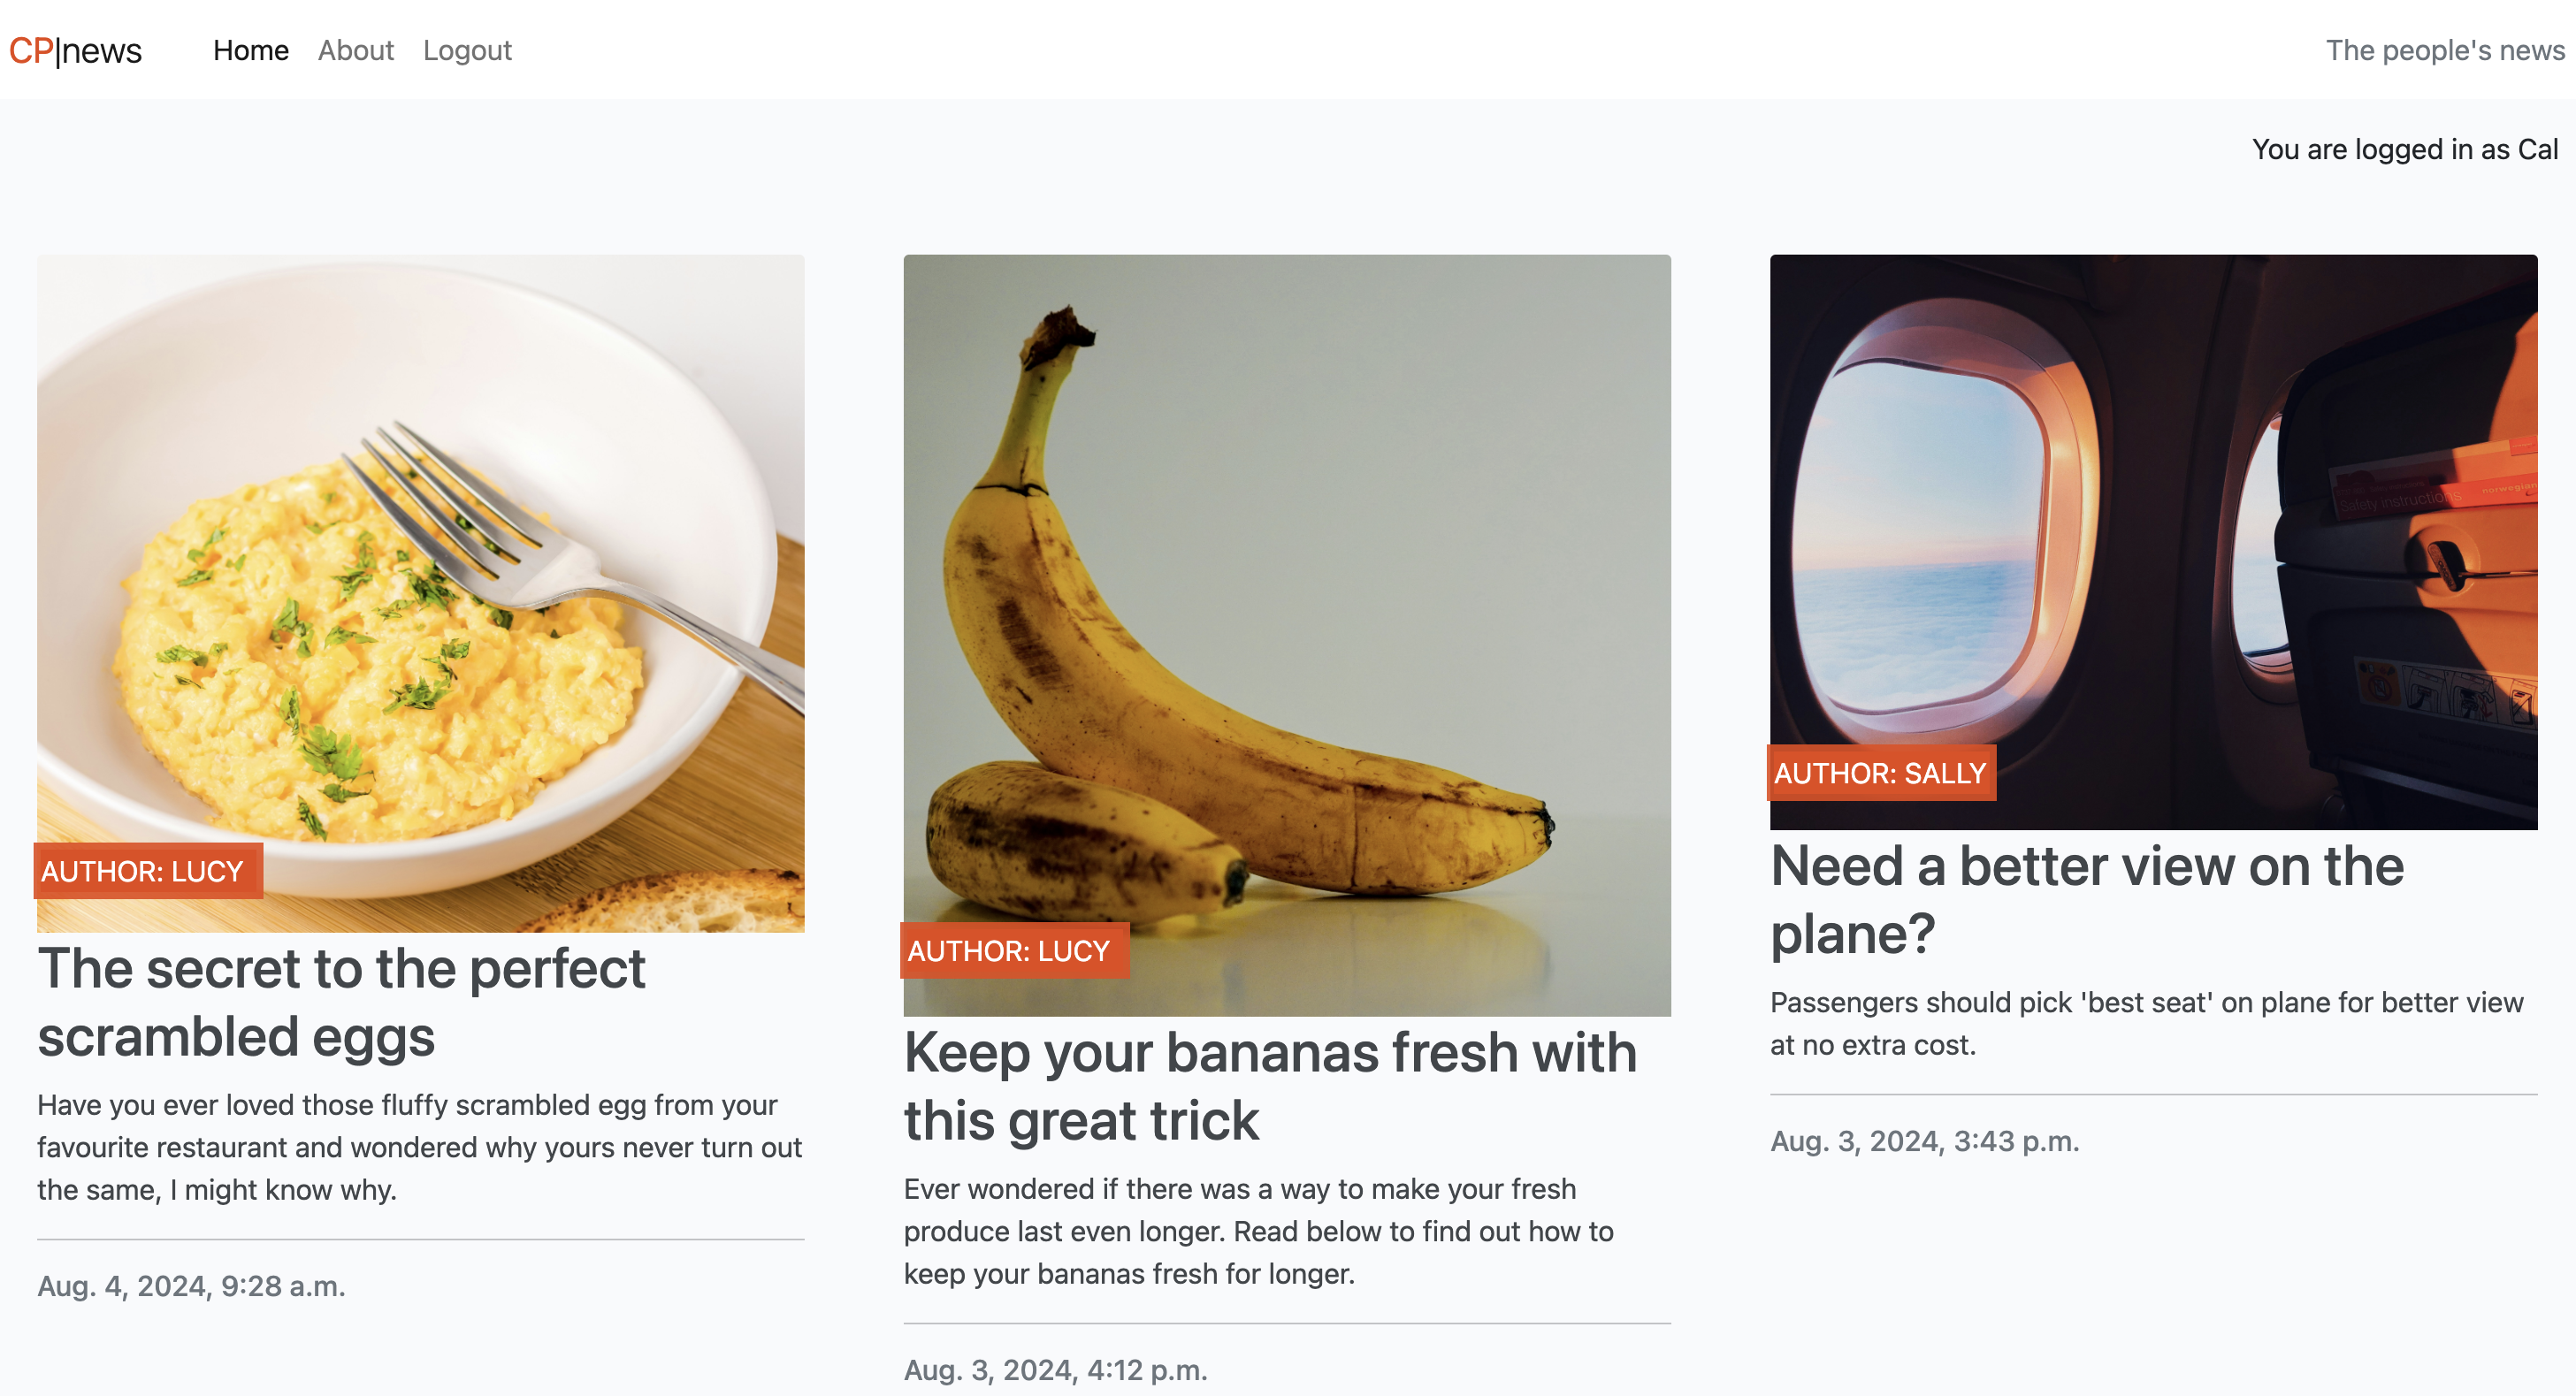 CP|news
Home About Logout
The people's news
You are logged in as Cal
AUTHOR: LUCY
The secret to the perfect
scrambled eggs
Have you ever loved those fluffy scrambled egg from your
favourite restaurant and wondered why yours never turn out
the same, I might know why.
Aug. 4, 2024, 9:28 a.m.
AUTHOR: LUCY
Keep your bananas fresh with
this great trick
Ever wondered if there was a way to make your fresh
produce last even longer. Read below to find out how to
keep your bananas fresh for longer.
Aug. 3, 2024, 4:12 p.m.
Safety instructions
norwegian
AUTHOR: SALLY
Need a better view on the
plane?
Passengers should pick 'best seat' on plane for better view
at no extra cost.
Aug. 3, 2024, 3:43 p.m.